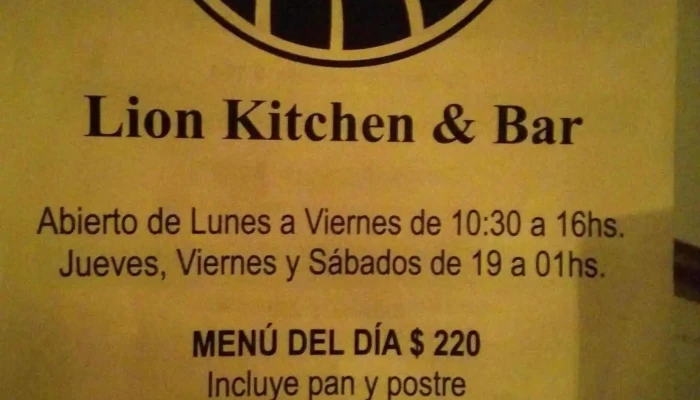 Lion Kitchen & Bar
Abierto de Lunes a Viernes de 10:30 a 16hs.
Jueves, Viernes y Sábados de 19 a 01hs.
MENÚ DEL DÍA $ 220
Incluye pan y postre